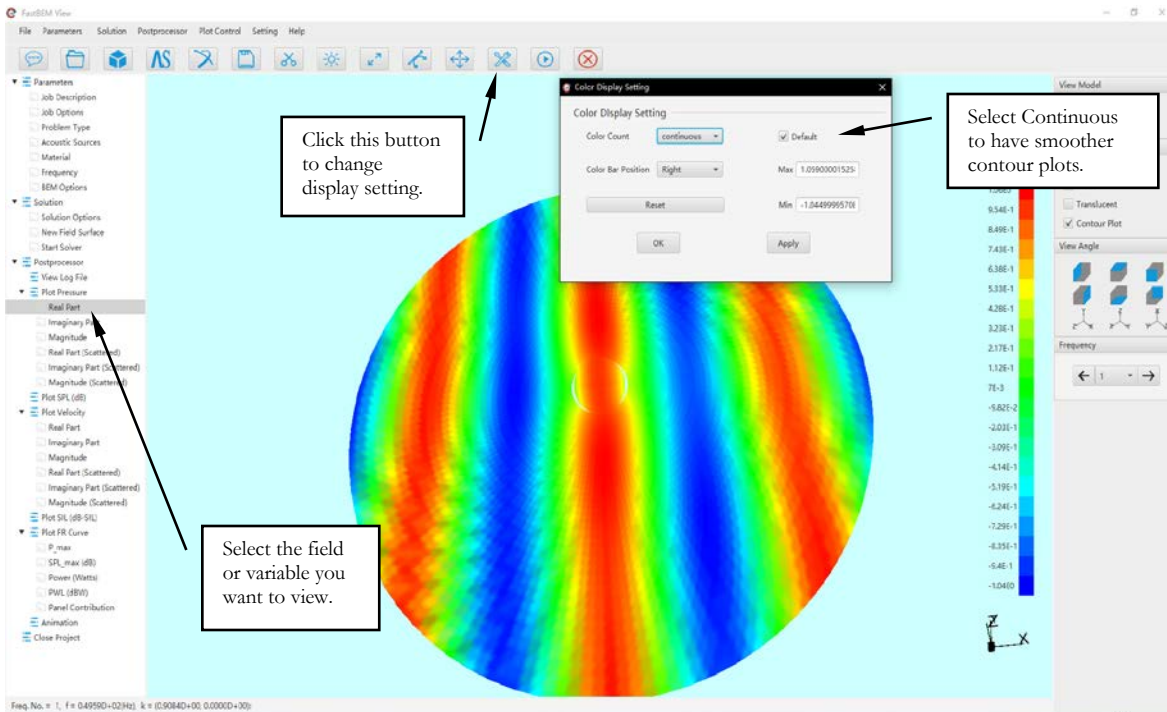 FastBEM View
File Parameters Solution Postprocessor Plot Control Setting Help
Parameters
Job Description
Job Options
Problem Type
Acoustic Sources
Material
Frequency
BEM Options
Solution
Solution Options
New Field Surface
Start Solver
Postprocessor
View Log File
Plot Pressure
Real Part
Imaginary Part
Magnitude
Real Part (Scattered)
Imaginary Part (Scattered)
Magnitude (Scattered)
Plot SPL (dB)
Plot Velocity
Real Part
Imaginary Part
Magnitude
Real Part (Scattered)
Imaginary Part (Scattered)
Magnitude (Scattered)
Plot SIL (dB-SIL)
Plot FR Curve
P_max
SPL_max (dB)
Power (Watts)
PWL (dBW)
Panel Contribution
Animation
Close Project
Click this button
to change
display setting.
Select the field
or variable you
want to view.
Color Display Setting
Color Display Setting
Color Count continuous Default
Color Bar Position Right Max 1.05900001525
Reset Min
OK Apply
Select Continuous
to have smoother
contour plots.
9.54E-1
8.49E-1
7.43E-1
6.38E-1
5.33E-1
4.28E-1
3.23E-1
2.17E-1
1.12E-1
7E-3
-9.82E-2
-2.03E-1
-3.09E-1
-4.14E-1
-5.19E-1
-6.24E-1
-7.29E-1
-8.35E-1
-9.4E-1
-1.04E0
Z
X
View Model
Translucent
Contour Plot
View Angle
Frequency
1
Freq. No. = 1, f = 0.4959D+02(Hz), k = (0.9084D+00, 0.0000D+00)